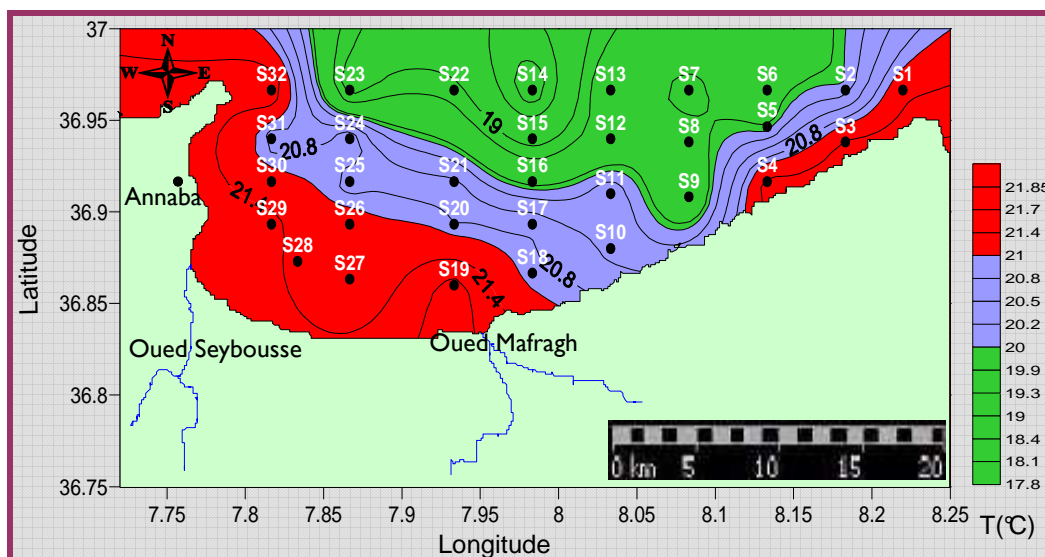 37
36.95
36.9
36.85
36.8
36.75
Latitude
N
W E
S
S32 S23 S22 S14 S13 S7 S6 S2 S1
S5
19
S31 S24 S15 S12 S8 S3
20.8 20.8
S30 S25 S21 S16 S11 S9 S4
Annaba
S29 S26 S20 S17 S10
S28 S27 S19 S18
21.4 20.8
Oued Seybousse Oued Mafragh
0 km 5 10 15 20
7.75 7.8 7.85 7.9 7.95 8 8.05 8.1 8.15 8.2 8.25
Longitude
21.85
21.7
21.4
21
20.8
20.5
20.2
20
19.9
19.3
19
18.4
18.1
17.8
T(°C)